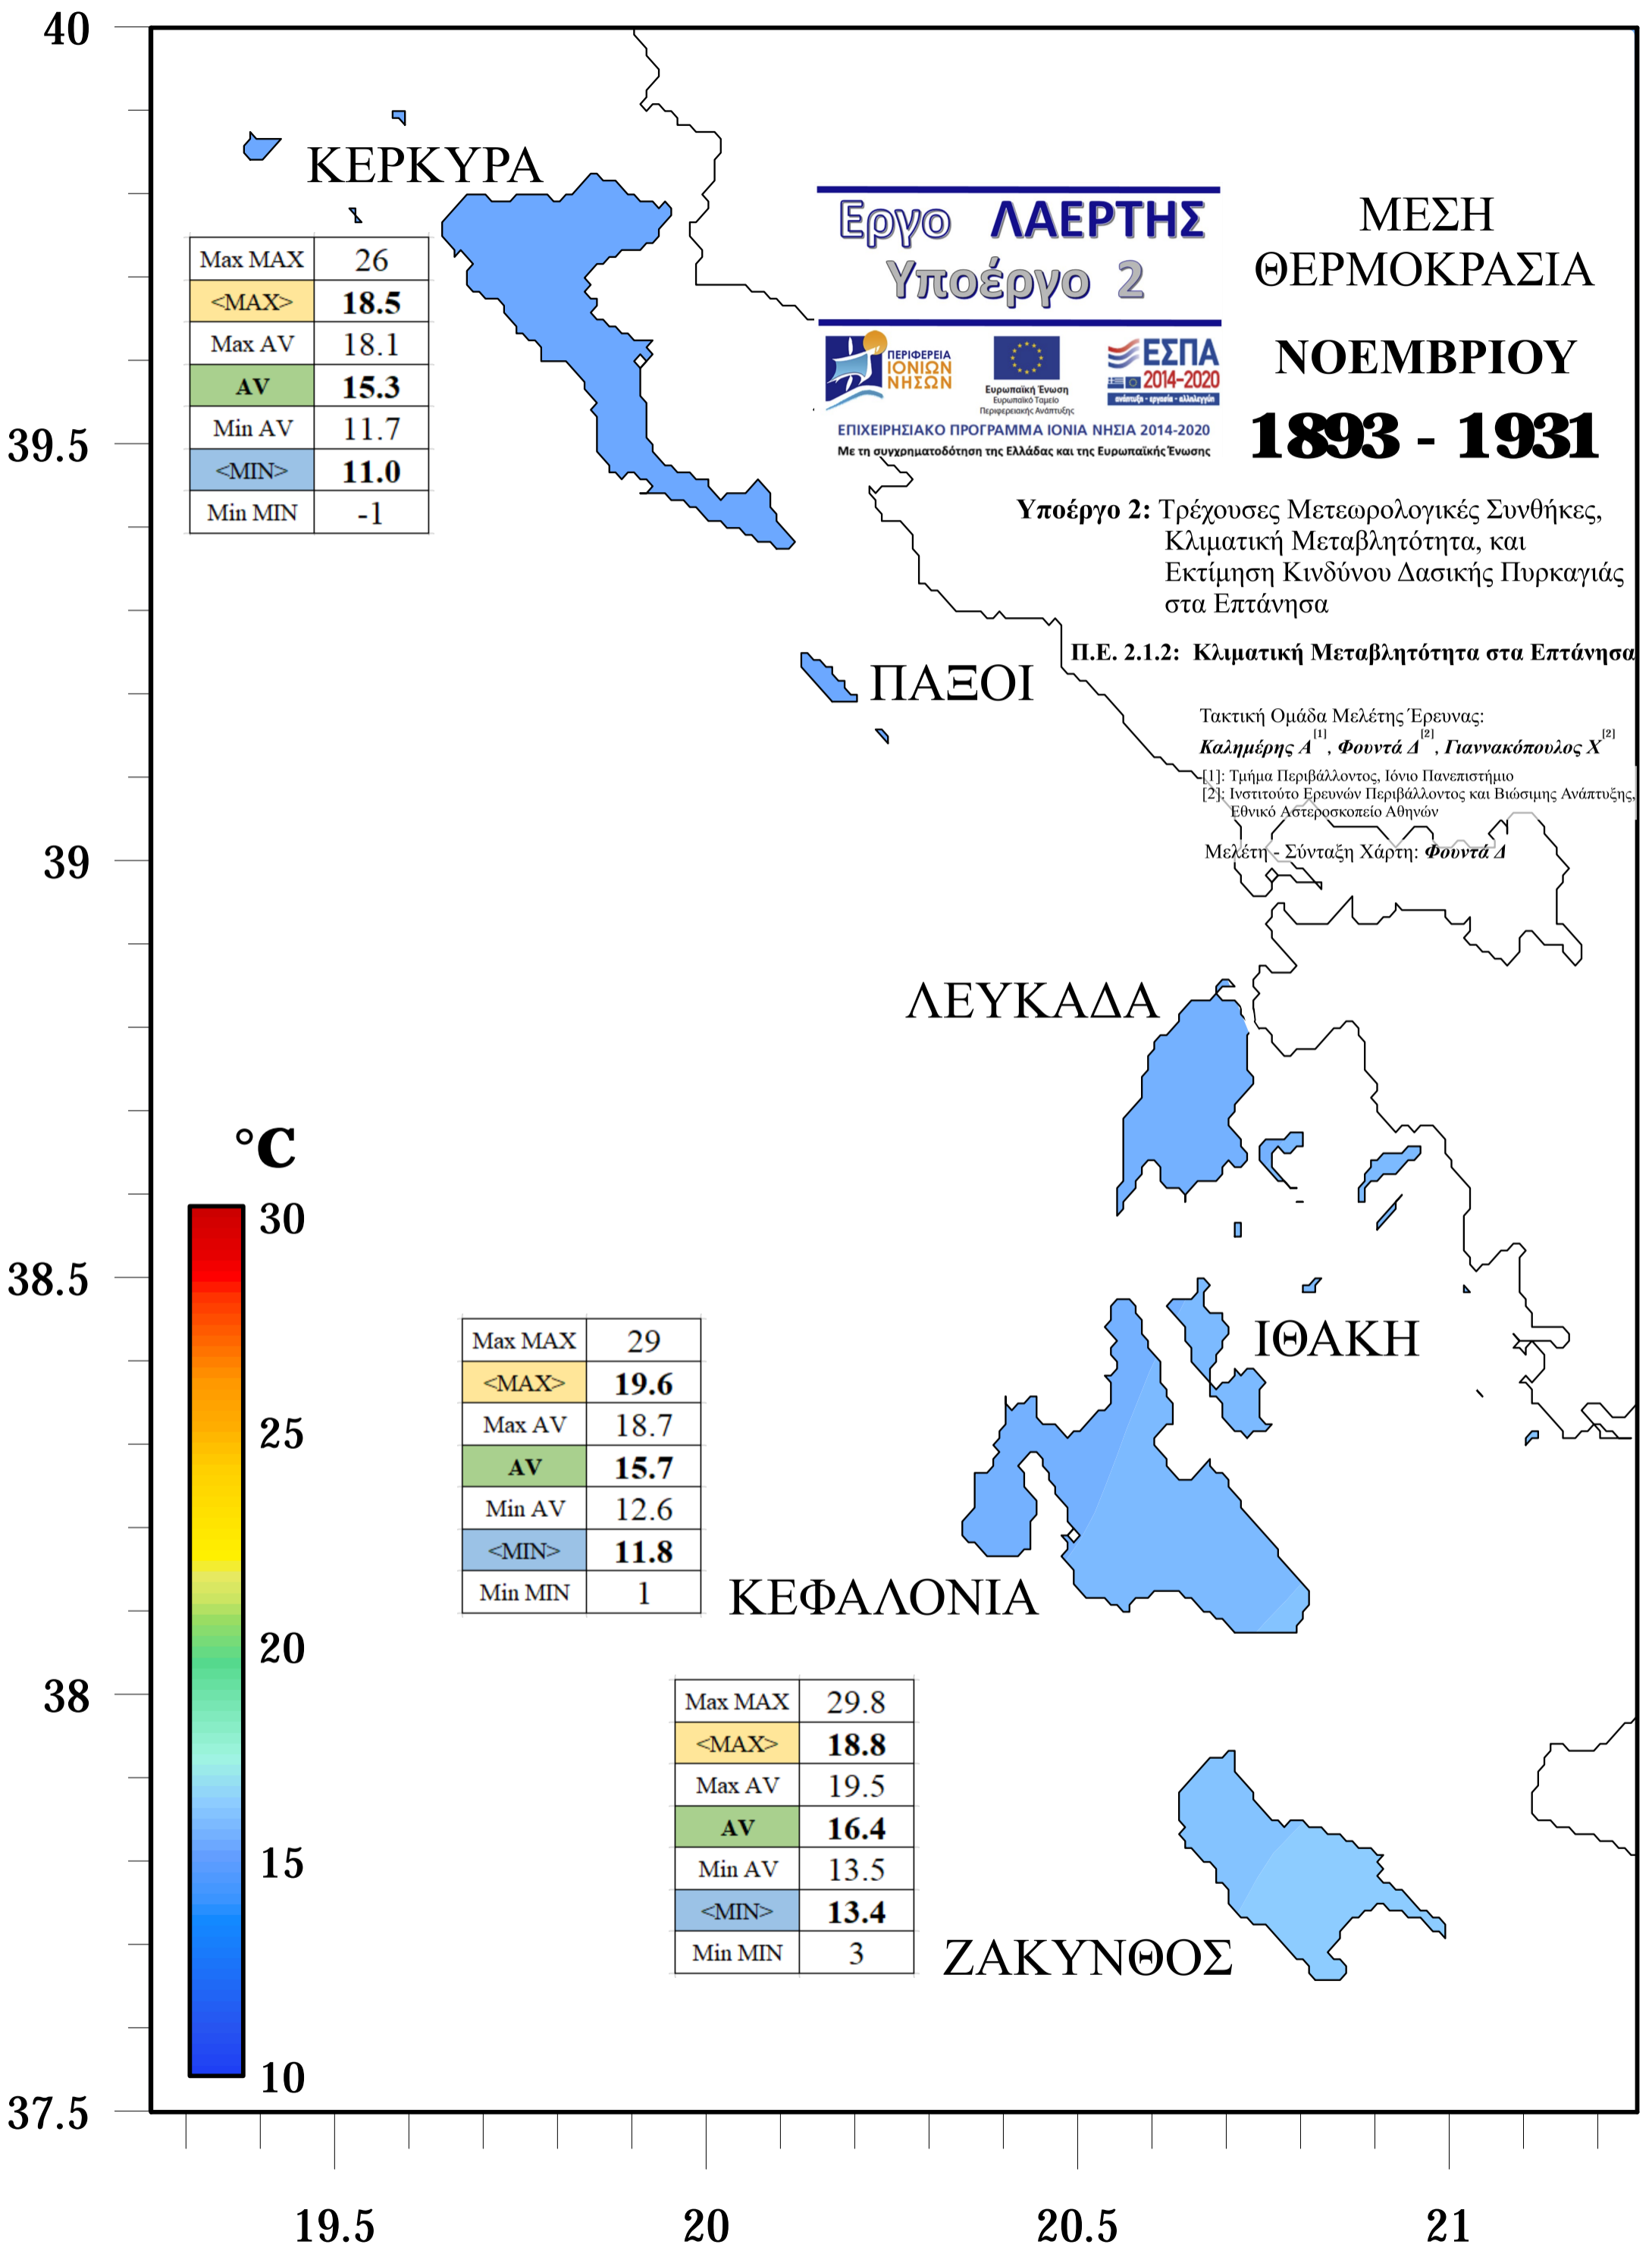 40
ΚΕΡΚΥΡΑ
Max MAX 26
<MAX> 18.5
Max AV 18.1
AV 15.3
Min AV 11.7
<MIN> 11.0
Min MIN -1
Εργο ΛΑΕΡΤΗΣ
Υποέργο 2
ΠΕΡΙΦΕΡΕΙΑ
ΙΟΝΙΩΝ
ΝΗΣΩΝ
Ευρωπαϊκή Ένωση
Ευρωπαϊκό Ταμείο
Περιφερειακής Ανάπτυξης
ΕΣΠΑ
2014-2020
ανάπτυξη - εργασία - αλληλεγγύη
ΕΠΙΧΕΙΡΗΣΙΑΚΟ ΠΡΟΓΡΑΜΜΑ ΙΟΝΙΑ ΝΗΣΙΑ 2014-2020
Με τη συγχρηματοδότηση της Ελλάδας και της Ευρωπαϊκής Ένωσης
ΜΕΣΗ
ΘΕΡΜΟΚΡΑΣΙΑ
ΝΟΕΜΒΡΙΟΥ
1893 - 1931
39.5
Υποέργο 2: Τρέχουσες Μετεωρολογικές Συνθήκες,
Κλιματική Μεταβλητότητα, και
Εκτίμηση Κινδύνου Δασικής Πυρκαγιάς
στα Επτάνησα
Π.Ε. 2.1.2: Κλιματική Μεταβλητότητα στα Επτάνησα
ΠΑΞΟΙ
Τακτική Ομάδα Μελέτης Έρευνας:
Καλημέρης Α[1], Φουντά Δ[2], Γιαννακόπουλος Χ[2]
[1]: Τμήμα Περιβάλλοντος, Ιόνιο Πανεπιστήμιο
[2]: Ινστιτούτο Ερευνών Περιβάλλοντος και Βιώσιμης Ανάπτυξης,
Εθνικό Αστεροσκοπείο Αθηνών
Μελέτη - Σύνταξη Χάρτη: Φουντά Δ
39
ΛΕΥΚΑΔΑ
°C
30
25
20
15
10
38.5
ΙΘΑΚΗ
Max MAX 29
<MAX> 19.6
Max AV 18.7
AV 15.7
Min AV 12.6
<MIN> 11.8
Min MIN 1
ΚΕΦΑΛΟΝΙΑ
38
Max MAX 29.8
<MAX> 18.8
Max AV 19.5
AV 16.4
Min AV 13.5
<MIN> 13.4
Min MIN 3
ΖΑΚΥΝΘΟΣ
37.5
19.5 20 20.5 21